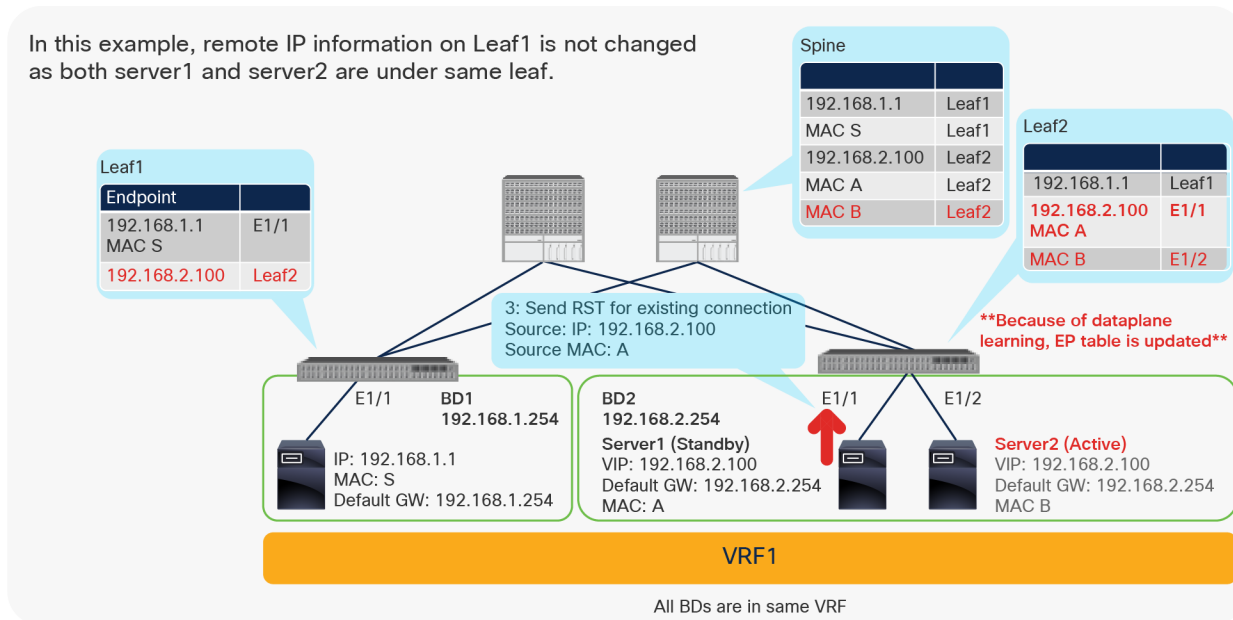 In this example, remote IP information on Leaf1 is not changed
as both server1 and server2 are under same leaf.
Spine
192.168.1.1 Leaf1
MAC S Leaf1
192.168.2.100 Leaf2
MAC A Leaf2
MAC B Leaf2
Leaf2
192.168.1.1 Leaf1
192.168.2.100 E1/1
MAC A
MAC B E1/2
Leaf1
Endpoint
192.168.1.1 E1/1
MAC S
192.168.2.100 Leaf2
3: Send RST for existing connection
Source: IP: 192.168.2.100
Source MAC: A
**Because of dataplane
learning, EP table is updated**
E1/1
BD1
192.168.1.254
IP: 192.168.1.1
MAC: S
Default GW: 192.168.1.254
BD2
192.168.2.254
Server1 (Standby)
VIP: 192.168.2.100
Default GW: 192.168.2.254
MAC: A
E1/1
E1/2
Server2 (Active)
VIP: 192.168.2.100
Default GW: 192.168.2.254
MAC B
VRF1
All BDs are in same VRF